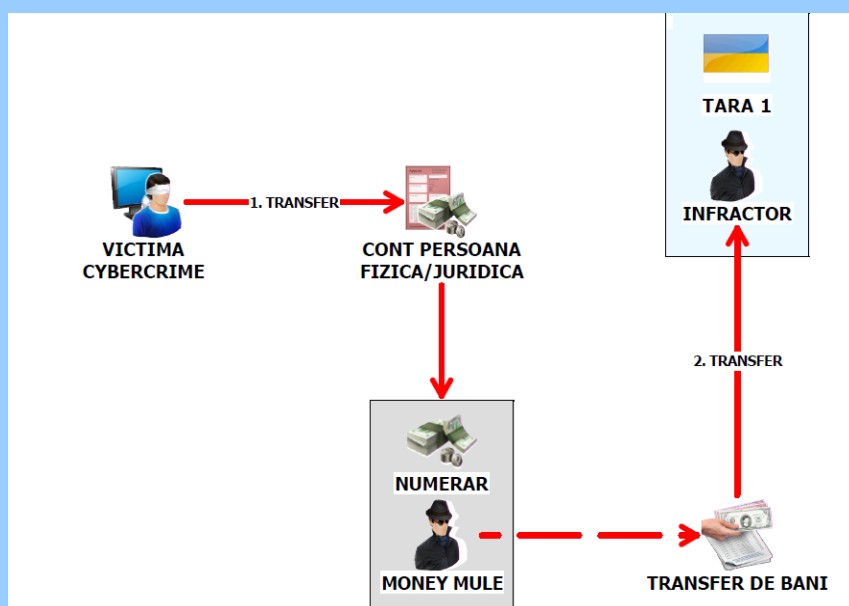 TARA 1
INFRACTOR
1. TRANSFER
VICTIMA
CYBERCRIME
CONT PERSOANA
FIZICA/JURIDICA
2. TRANSFER
NUMERAR
MONEY MULE
TRANSFER DE BANI